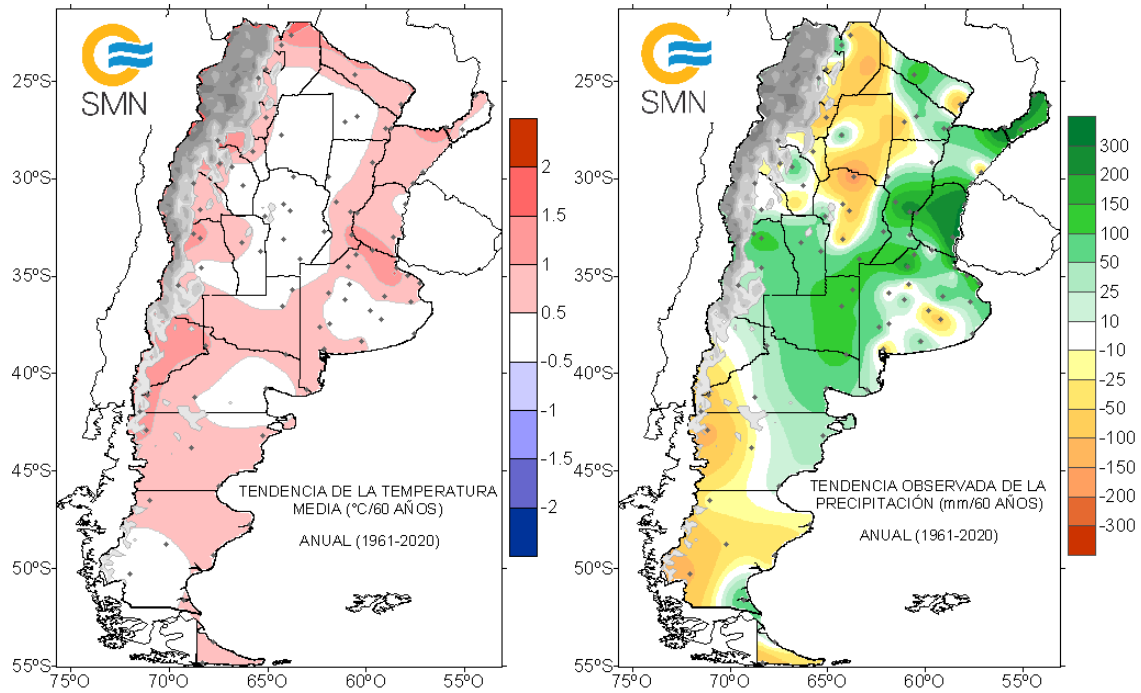 SMN
25ºS
30ºS
35ºS
40ºS
45ºS
50ºS
55ºS
75ºO
70ºO
65ºO
60ºO
55ºO
2
1.5
1
0.5
-0.5
-1
-1.5
-2
TENDENCIA DE LA TEMPERATURA
MEDIA (°C/60 AÑOS)
ANUAL (1961-2020)
SMN
25ºS
30ºS
35ºS
40ºS
45ºS
50ºS
55ºS
75ºO
70ºO
65ºO
60ºO
55ºO
300
200
150
100
50
25
10
-10
-25
-50
-100
-150
-200
-300
TENDENCIA OBSERVADA DE LA
PRECIPITACIÓN (mm/60 AÑOS)
ANUAL (1961-2020)